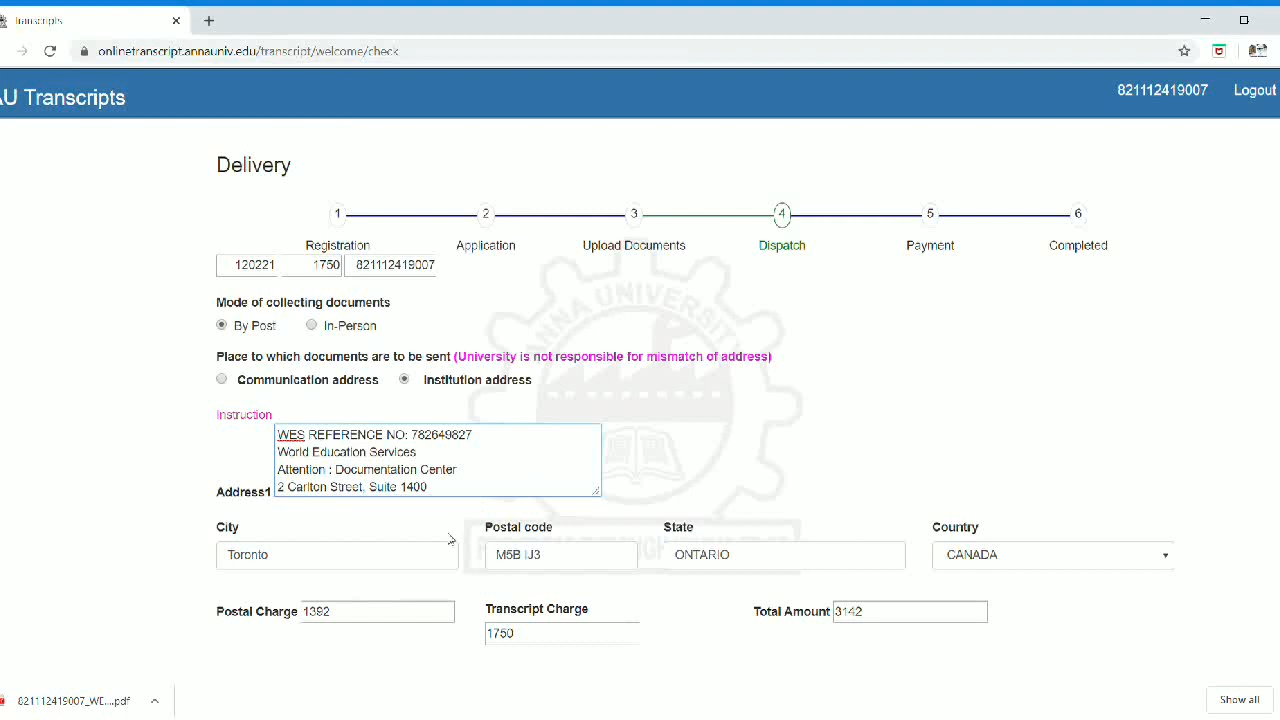 Transcripts
onlinetranscript.annauniv.edu/transcript/welcome/check
AU Transcripts
821112419007 Logout
Delivery
1 2 3 4 5 6
Registration Application Upload Documents Dispatch Payment Completed
120221 1750 821112419007
Mode of collecting documents
By Post In-Person
Place to which documents are to be sent (University is not responsible for mismatch of address)
Communication address Institution address
Instruction
WES REFERENCE NO: 782649827
World Education Services
Attention : Documentation Center
2 Carlton Street, Suite 1400
Address1
City Postal code State Country
Toronto M5B IJ3 ONTARIO CANADA
Postal Charge 1392 Transcript Charge Total Amount 3142
1750
ANNA UNIVERSITY
821112419007_WE....pdf Show all